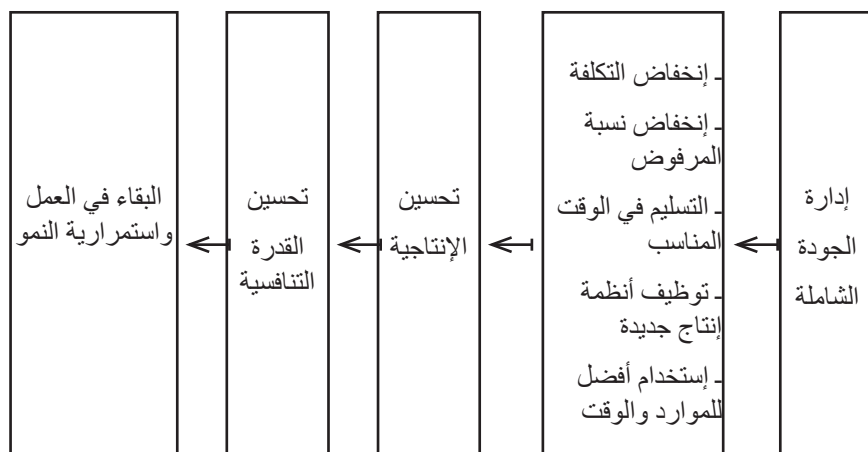 إدارة
الجودة
الشاملة
ـ إنخفاض التكلفة
ـ إنخفاض نسبة
المرفوض
ـ التسليم في الوقت
المناسب
ـ توظيف أنظمة
إنتاج جديدة
ـ إستخدام أفضل
للموارد والوقت
تحسين
الإنتاجية
تحسين
القدرة
التنافسية
البقاء في العمل
واستمرارية النمو